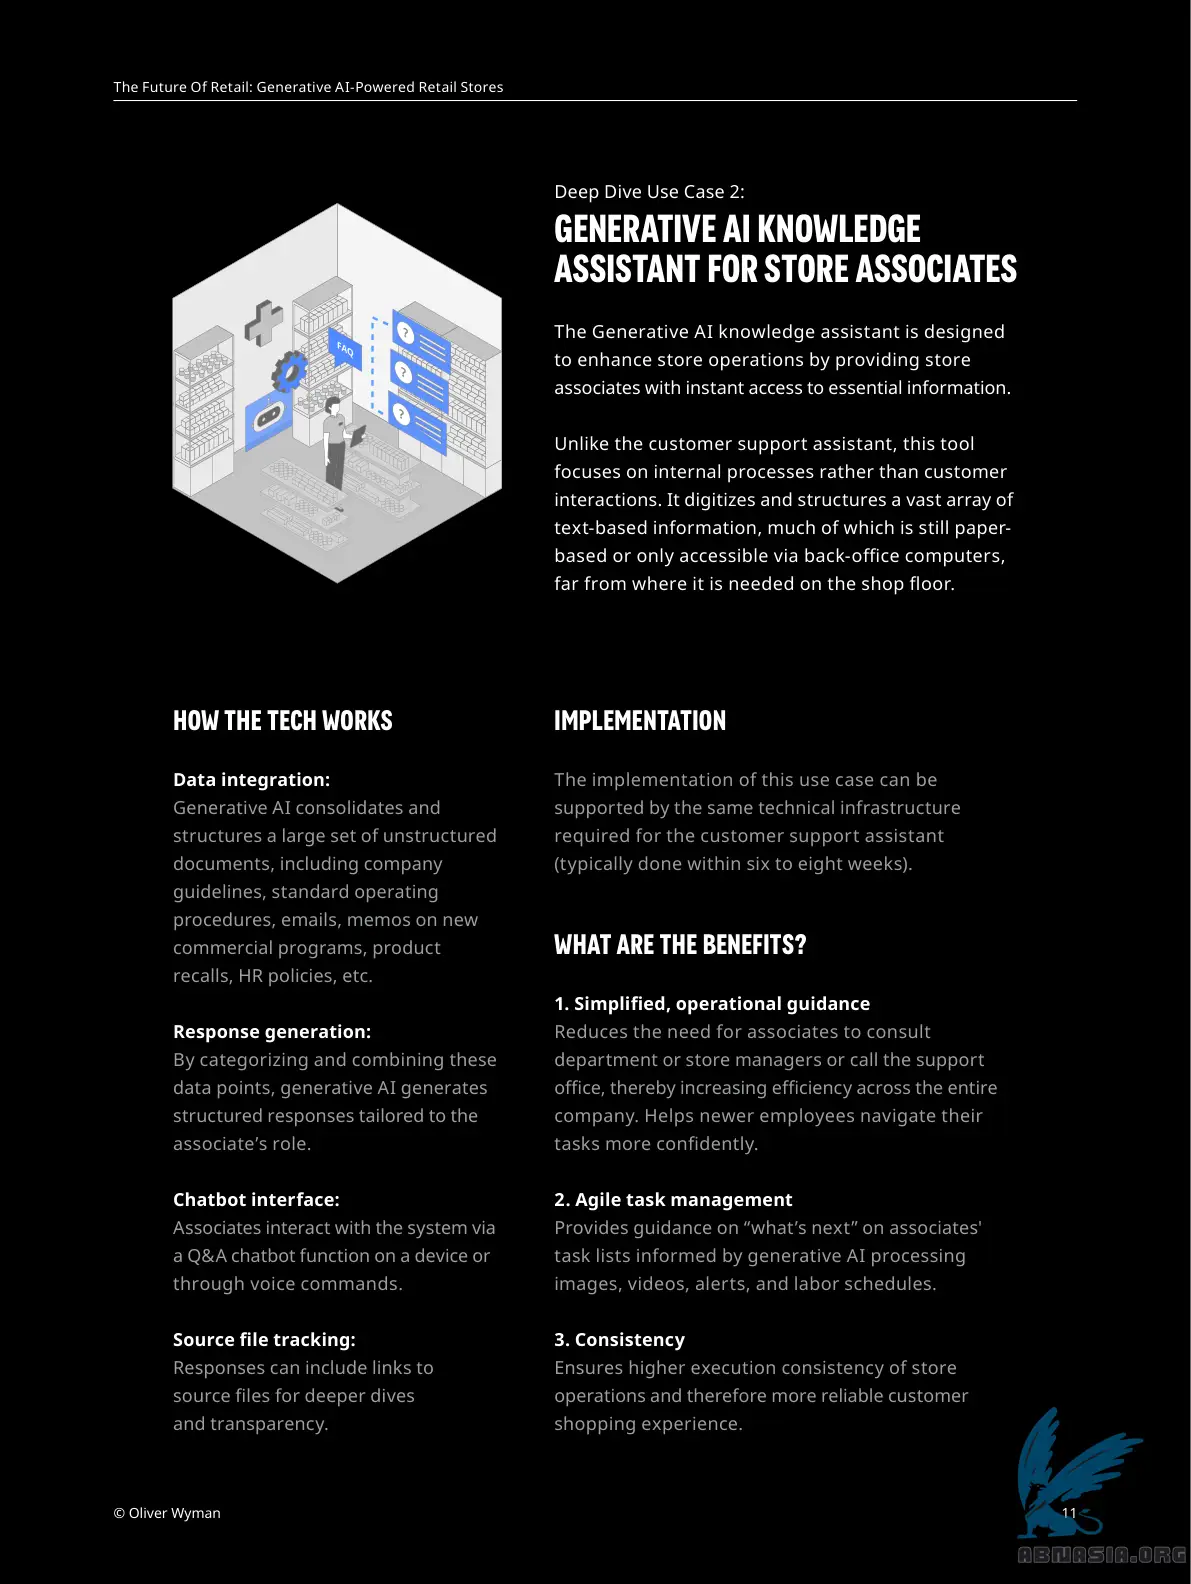 The Future Of Retail: Generative AI-Powered Retail Stores
Deep Dive Use Case 2:
GENERATIVE AI KNOWLEDGE
ASSISTANT FOR STORE ASSOCIATES
The Generative AI knowledge assistant is designed
to enhance store operations by providing store
associates with instant access to essential information.
Unlike the customer support assistant, this tool
focuses on internal processes rather than customer
interactions. It digitizes and structures a vast array of
text-based information, much of which is still paper-
based or only accessible via back-office computers,
far from where it is needed on the shop floor.
FAQ
?
?
?
HOW THE TECH WORKS
Data integration:
Generative AI consolidates and
structures a large set of unstructured
documents, including company
guidelines, standard operating
procedures, emails, memos on new
commercial programs, product
recalls, HR policies, etc.
Response generation:
By categorizing and combining these
data points, generative AI generates
structured responses tailored to the
associate’s role.
Chatbot interface:
Associates interact with the system via
a Q&A chatbot function on a device or
through voice commands.
Source file tracking:
Responses can include links to
source files for deeper dives
and transparency.
IMPLEMENTATION
The implementation of this use case can be
supported by the same technical infrastructure
required for the customer support assistant
(typically done within six to eight weeks).
WHAT ARE THE BENEFITS?
1. Simplified, operational guidance
Reduces the need for associates to consult
department or store managers or call the support
office, thereby increasing efficiency across the entire
company. Helps newer employees navigate their
tasks more confidently.
2. Agile task management
Provides guidance on “what’s next” on associates'
task lists informed by generative AI processing
images, videos, alerts, and labor schedules.
3. Consistency
Ensures higher execution consistency of store
operations and therefore more reliable customer
shopping experience.
© Oliver Wyman
11
ABNASIA.ORG